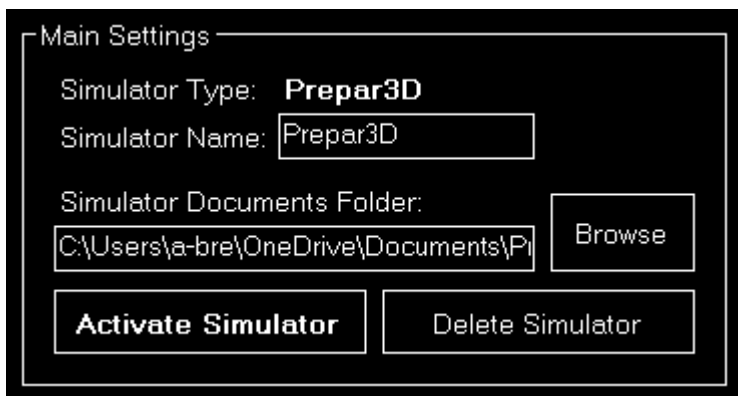 Main Settings
Simulator Type: Prepar3D
Simulator Name: Prepar3D
Simulator Documents Folder:
C:\Users\a-bre\OneDrive\Documents\Pr
Browse
Activate Simulator
Delete Simulator